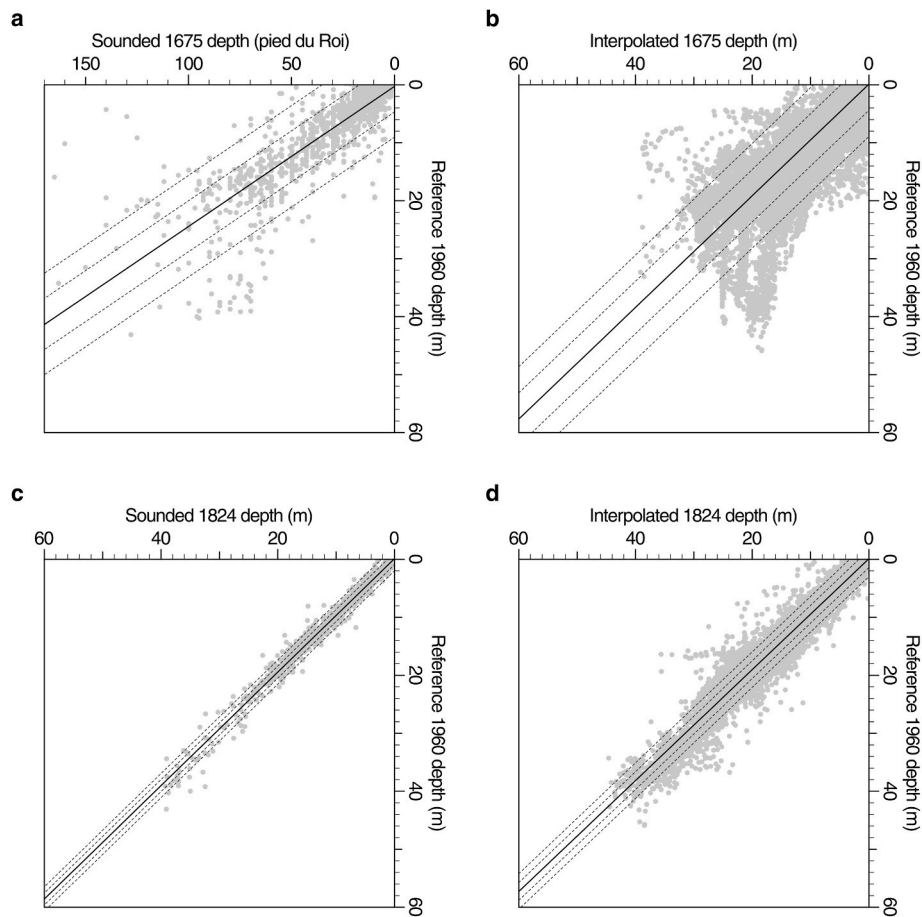 a
Sounded 1675 depth (pied du Roi)
150 100 50 0
0
20
40
60
Reference 1960 depth (m)
b
Interpolated 1675 depth (m)
60 40 20 0
0
20
40
60
Reference 1960 depth (m)
c
Sounded 1824 depth (m)
60 40 20 0
0
20
40
60
Reference 1960 depth (m)
d
Interpolated 1824 depth (m)
60 40 20 0
0
20
40
60
Reference 1960 depth (m)